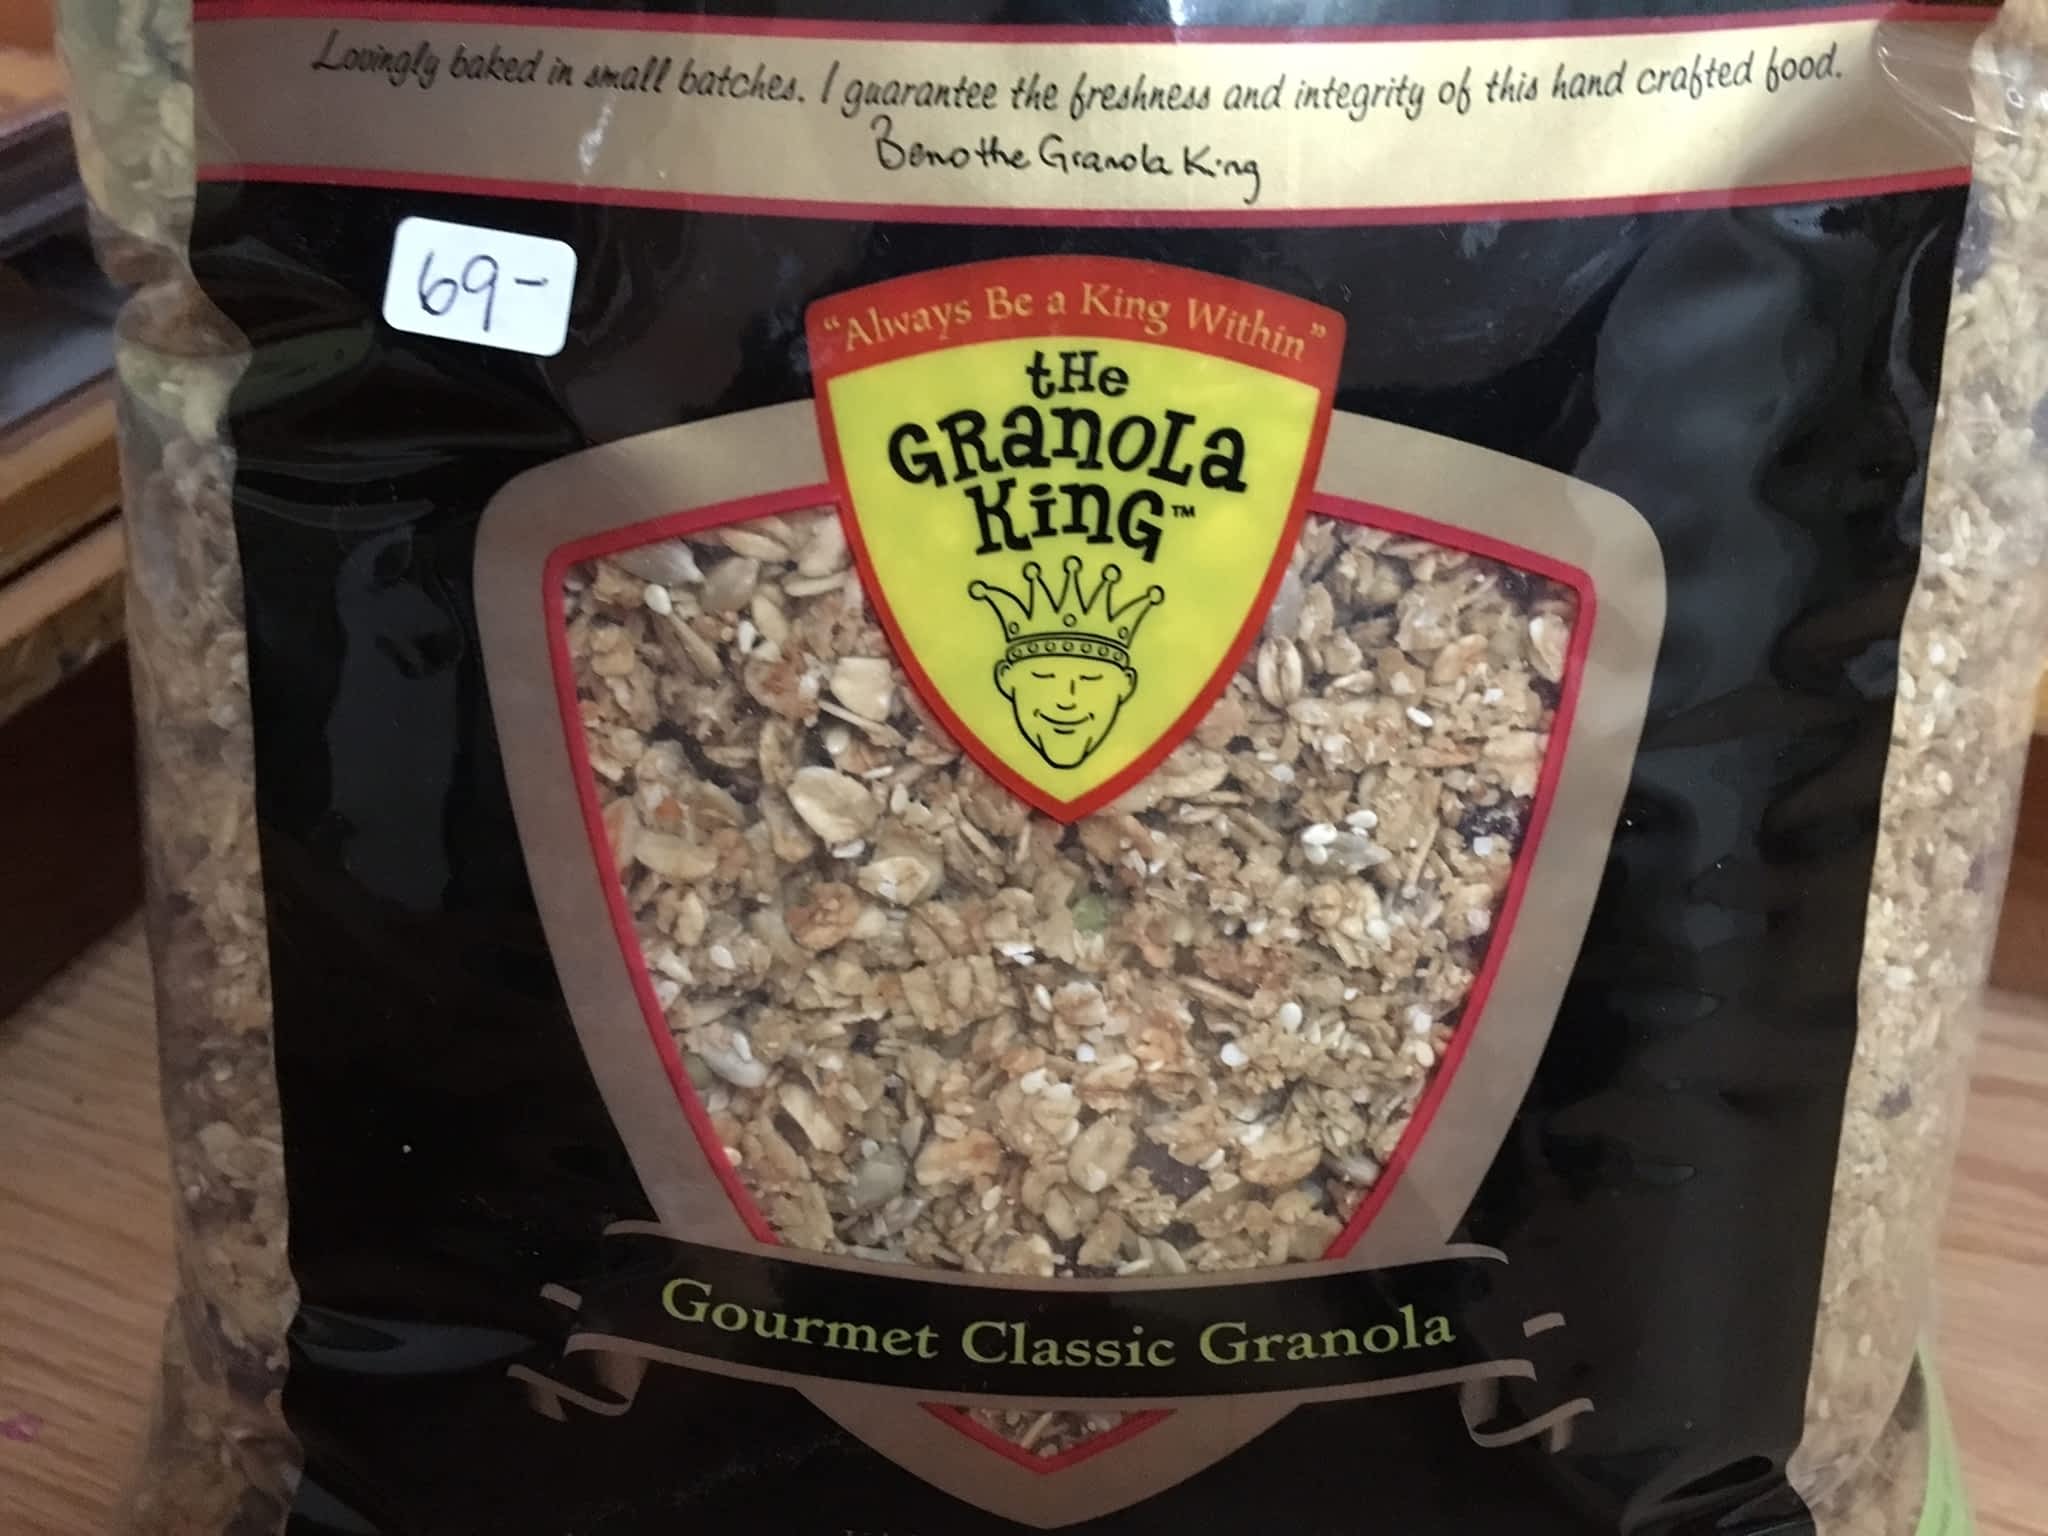 Lovingly baked in small batches. I guarantee the freshness and integrity of this hand crafted food.
Beno the Granola King
69-
"Always Be a King Within"
tHe
GRanoLa
KinG™
Gourmet Classic Granola